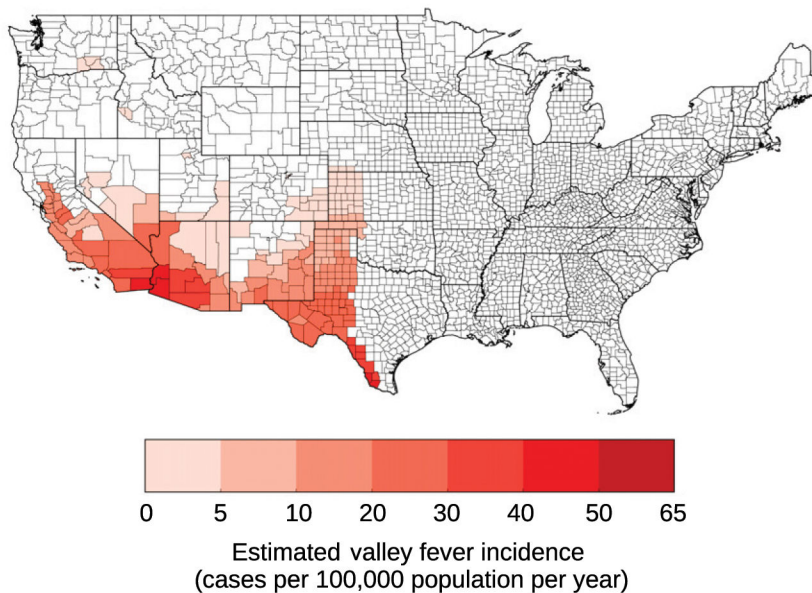 0 5 10 20 30 40 50 65
Estimated valley fever incidence
(cases per 100,000 population per year)